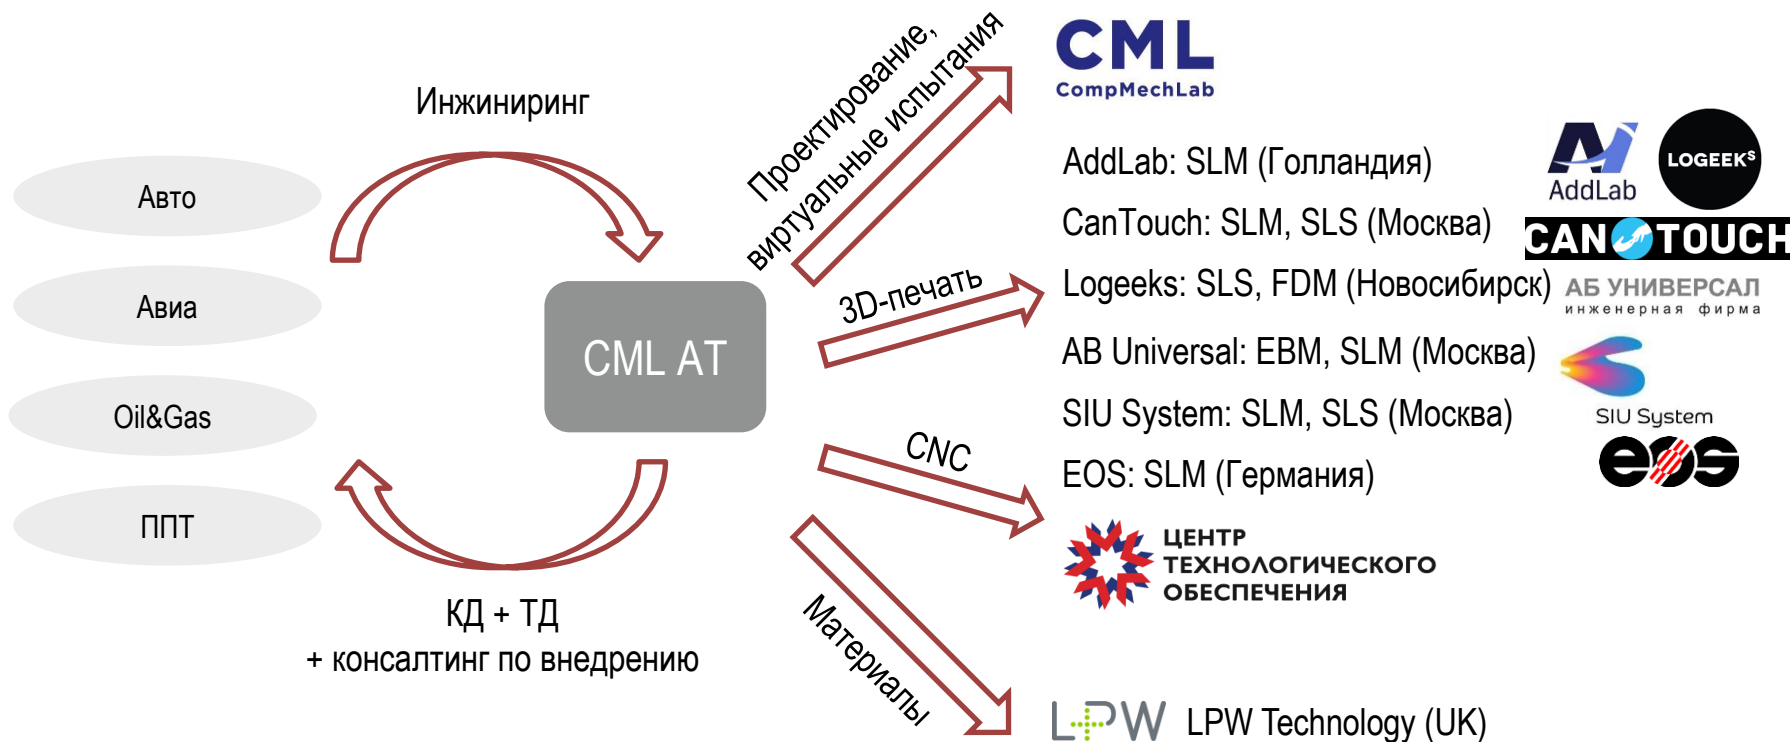 Инжиниринг
Авто
Авиа
Oil&Gas
ППТ
CML AT
КД + ТД
+ консалтинг по внедрению
Проектирование,
виртуальные испытания
3D-печать
CNC
Материалы
CML
CompMechLab
AddLab: SLM (Голландия)
CanTouch: SLM, SLS (Москва)
Logeeks: SLS, FDM (Новосибирск)
AB Universal: EBM, SLM (Москва)
SIU System: SLM, SLS (Москва)
EOS: SLM (Германия)
AddLab
LOGEEKS
CAN TOUCH
АБ УНИВЕРСАЛ
инженерная фирма
SIU System
eos
ЦЕНТР
ТЕХНОЛОГИЧЕСКОГО
ОБЕСПЕЧЕНИЯ
LPW
LPW Technology (UK)